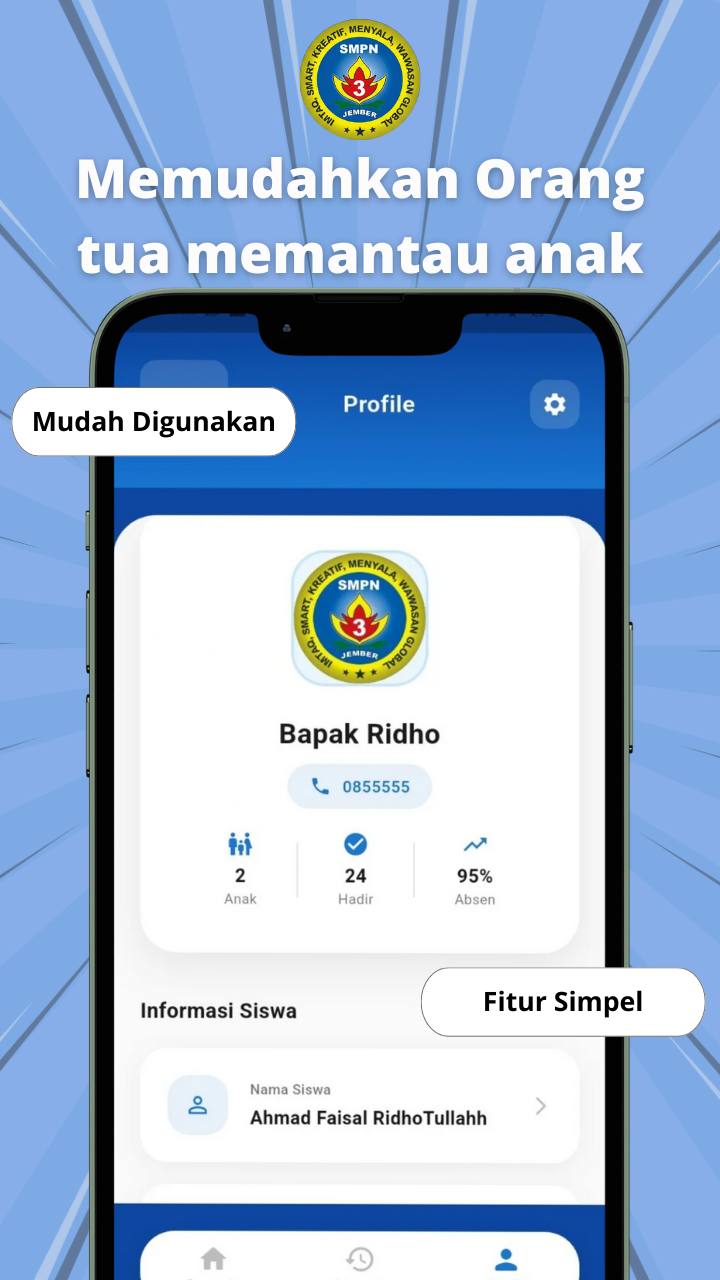 IMTAQ, SMART, KREATIF, MENYALA, WAWASAN GLOBAL
SMPN
3
JEMBER
Memudahkan Orang
tua memantau anak
Mudah Digunakan
Profile
IMTAQ, SMART, KREATIF, MENYALA, WAWASAN GLOBAL
SMPN
3
JEMBER
Bapak Ridho
0855555
2 24 95%
Anak Hadir Absen
Fitur Simpel
Informasi Siswa
Nama Siswa
Ahmad Faisal RidhoTullahh